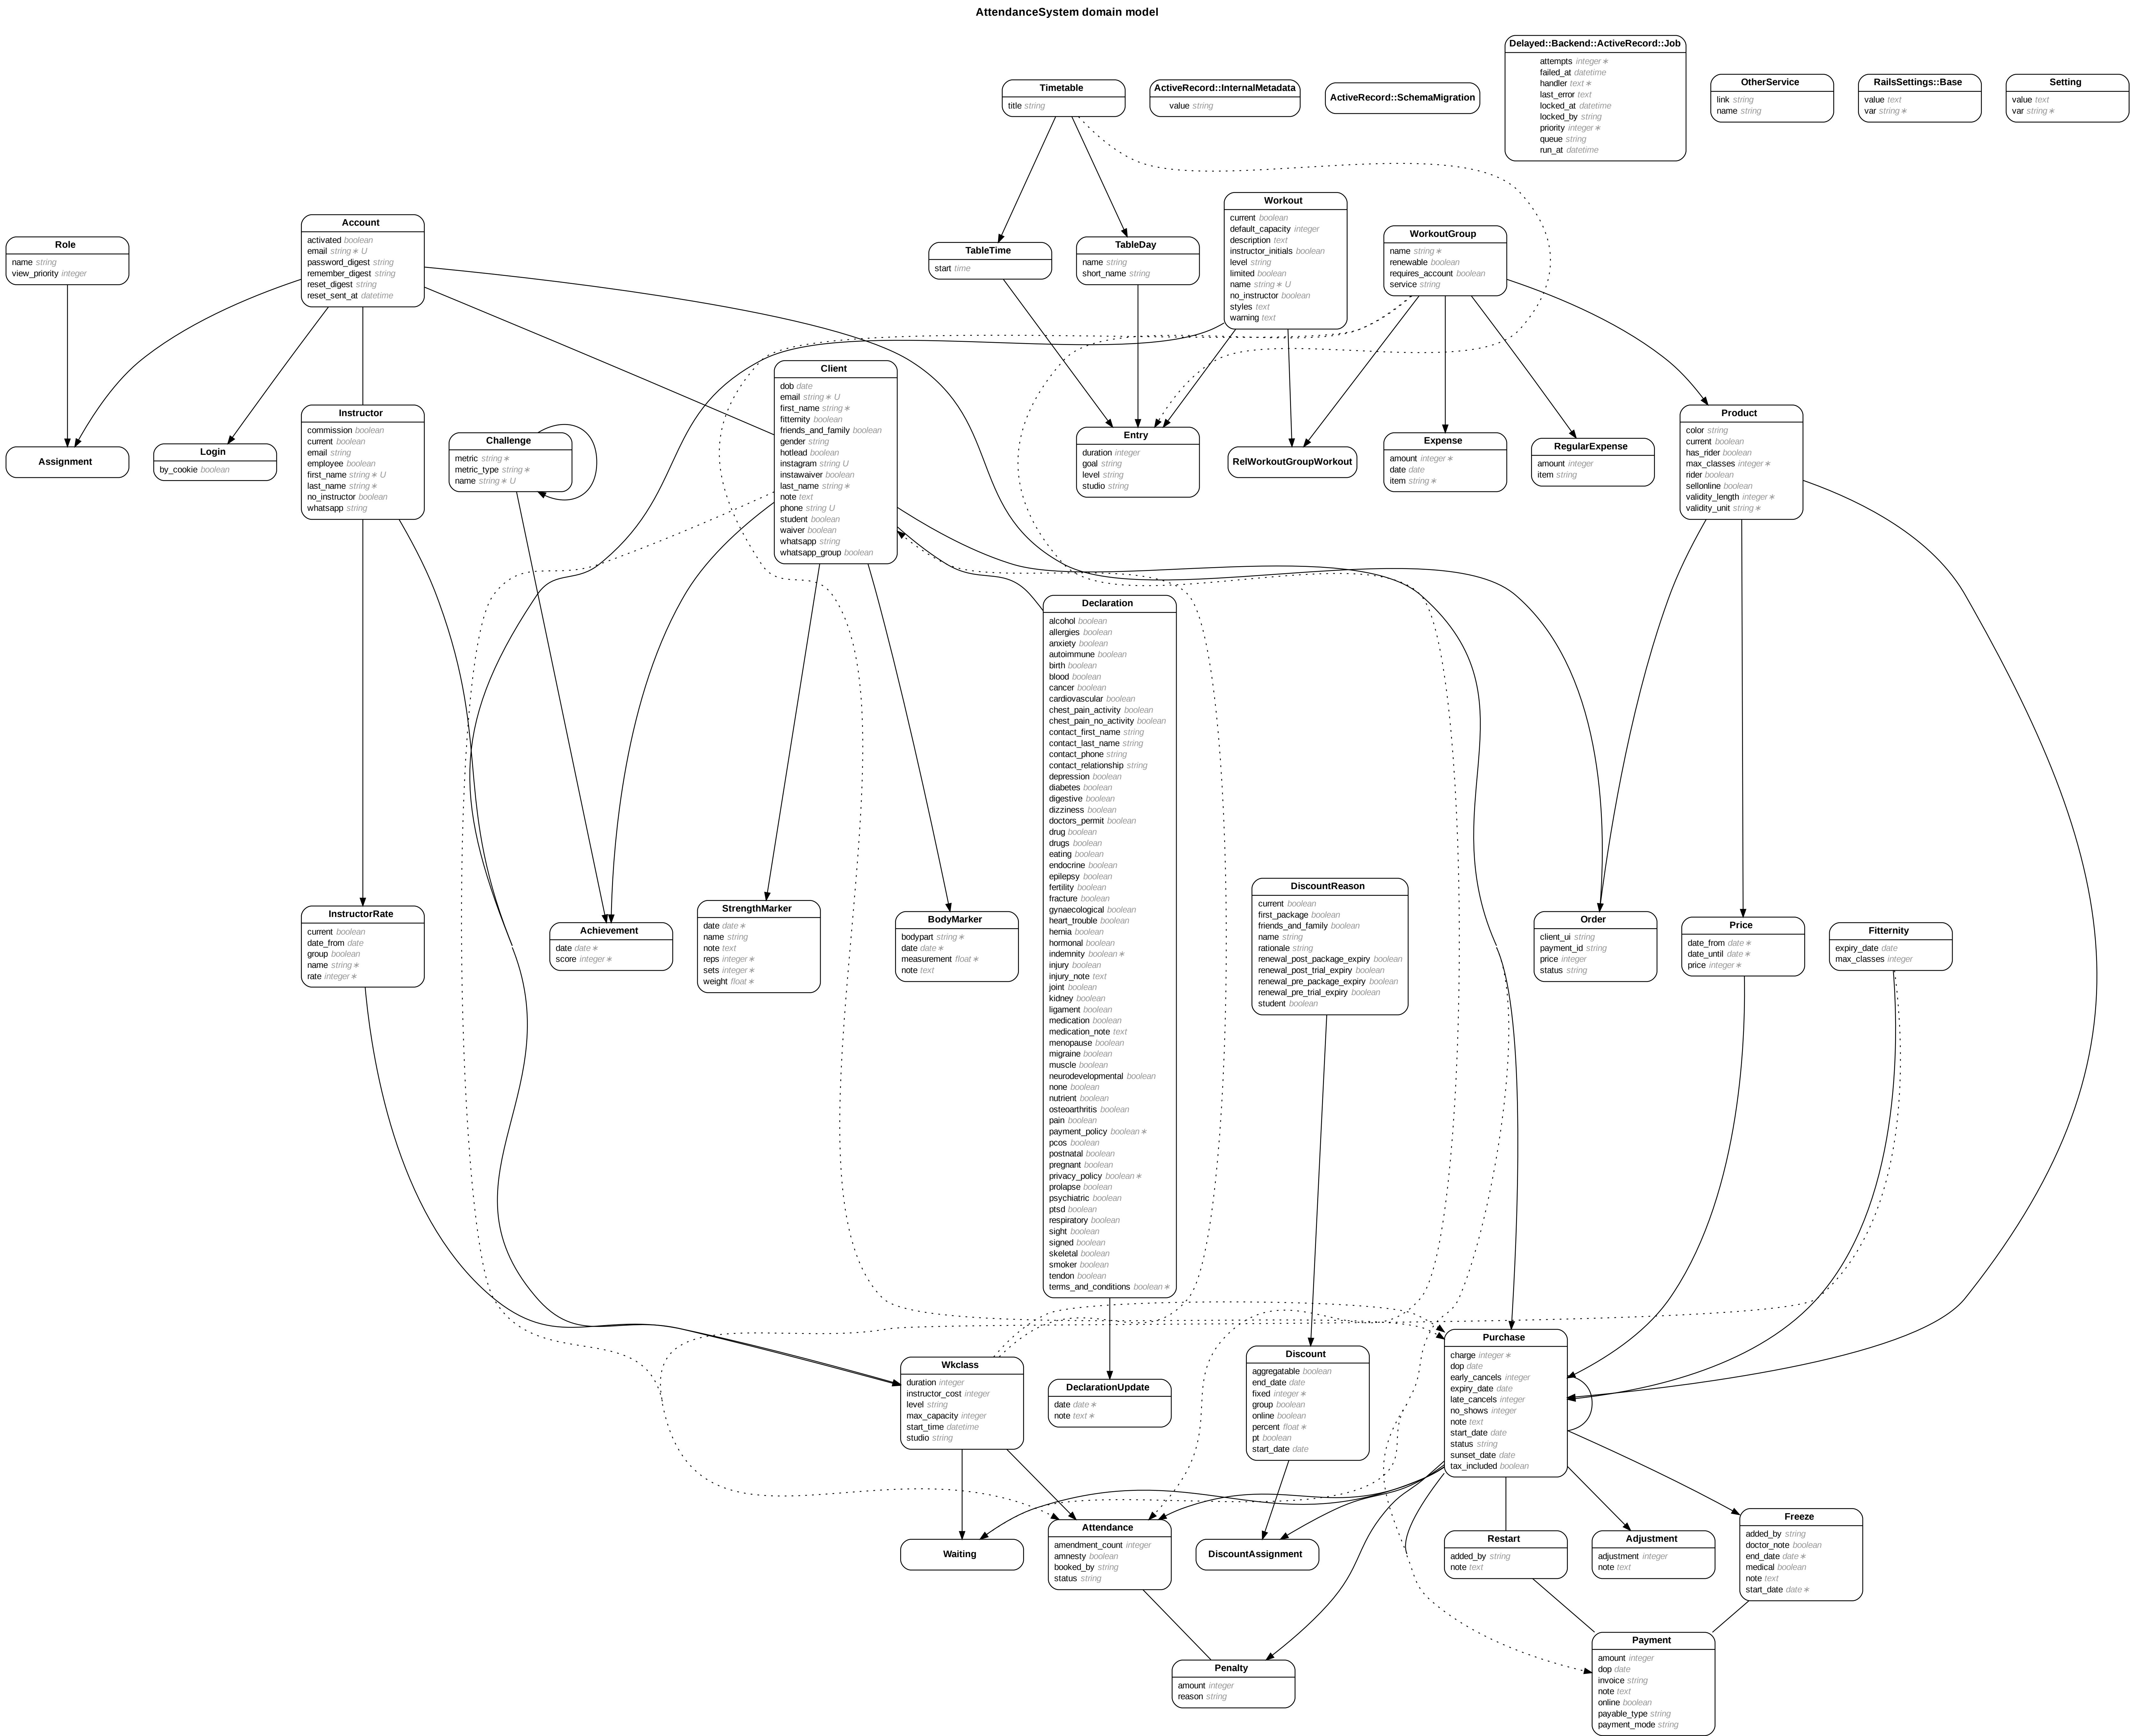 AttendanceSystem domain model
Timetable
title string
ActiveRecord::InternalMetadata
value string
ActiveRecord::SchemaMigration
Delayed::Backend::ActiveRecord::Job
attempts integer ∗
failed_at datetime
handler text ∗
last_error text
locked_at datetime
locked_by string
priority integer ∗
queue string
run_at datetime
OtherService
link string
name string
RailsSettings::Base
value text
var string ∗
Setting
value text
var string ∗
Role
name string
view_priority integer
Account
activated boolean
email string ∗ U
password_digest string
remember_digest string
reset_digest string
reset_sent_at datetime
TableTime
start time
TableDay
name string
short_name string
Workout
current boolean
default_capacity integer
description text
instructor_initials boolean
level string
limited boolean
name string ∗ U
no_instructor boolean
styles text
warning text
WorkoutGroup
name string ∗
renewable boolean
requires_account boolean
service string
Assignment
Login
by_cookie boolean
Instructor
commission boolean
current boolean
email string
employee boolean
first_name string ∗ U
last_name string ∗
no_instructor boolean
whatsapp string
Challenge
metric string ∗
metric_type string ∗
name string ∗ U
Client
dob date
email string ∗ U
first_name string ∗
fitternity boolean
friends_and_family boolean
gender string
hotlead boolean
instagram string U
instawaiver boolean
last_name string ∗
note text
phone string U
student boolean
waiver boolean
whatsapp string
whatsapp_group boolean
Entry
duration integer
goal string
level string
studio string
RelWorkoutGroupWorkout
Expense
amount integer ∗
date date
item string ∗
RegularExpense
amount integer
item string
Product
color string
current boolean
has_rider boolean
max_classes integer ∗
rider boolean
sellonline boolean
validity_length integer ∗
validity_unit string ∗
Declaration
alcohol boolean
allergies boolean
anxiety boolean
autoimmune boolean
birth boolean
blood boolean
cancer boolean
cardiovascular boolean
chest_pain_activity boolean
chest_pain_no_activity boolean
contact_first_name string
contact_last_name string
contact_phone string
contact_relationship string
depression boolean
diabetes boolean
digestive boolean
dizziness boolean
doctors_permit boolean
drug boolean
drugs boolean
eating boolean
endocrine boolean
epilepsy boolean
fertility boolean
fracture boolean
gynaecological boolean
heart_trouble boolean
hernia boolean
hormonal boolean
indemnity boolean ∗
injury boolean
injury_note text
joint boolean
kidney boolean
ligament boolean
medication boolean
medication_note text
menopause boolean
migraine boolean
muscle boolean
neurodevelopmental boolean
none boolean
nutrient boolean
osteoarthritis boolean
pain boolean
payment_policy boolean ∗
pcos boolean
postnatal boolean
pregnant boolean
privacy_policy boolean ∗
prolapse boolean
psychiatric boolean
ptsd boolean
respiratory boolean
sight boolean
signed boolean
skeletal boolean
smoker boolean
tendon boolean
terms_and_conditions boolean ∗
InstructorRate
current boolean
date_from date
group boolean
name string ∗
rate integer ∗
Achievement
date date ∗
score integer ∗
StrengthMarker
date date ∗
name string
note text
reps integer ∗
sets integer ∗
weight float ∗
BodyMarker
bodypart string ∗
date date ∗
measurement float ∗
note text
DiscountReason
current boolean
first_package boolean
friends_and_family boolean
name string
rationale string
renewal_post_package_expiry boolean
renewal_post_trial_expiry boolean
renewal_pre_package_expiry boolean
renewal_pre_trial_expiry boolean
student boolean
Order
client_ui string
payment_id string
price integer
status string
Price
date_from date ∗
date_until date ∗
price integer ∗
Fitternity
expiry_date date
max_classes integer
Wkclass
duration integer
instructor_cost integer
level string
max_capacity integer
start_time datetime
studio string
DeclarationUpdate
date date ∗
note text ∗
Discount
aggregatable boolean
end_date date
fixed integer ∗
group boolean
online boolean
percent float ∗
pt boolean
start_date date
Purchase
charge integer ∗
dop date
early_cancels integer
expiry_date date
late_cancels integer
no_shows integer
note text
start_date date
status string
sunset_date date
tax_included boolean
Waiting
Attendance
amendment_count integer
amnesty boolean
booked_by string
status string
DiscountAssignment
Restart
added_by string
note text
Adjustment
adjustment integer
note text
Freeze
added_by string
doctor_note boolean
end_date date ∗
medical boolean
note text
start_date date ∗
Penalty
amount integer
reason string
Payment
amount integer
dop date
invoice string
note text
online boolean
payable_type string
payment_mode string